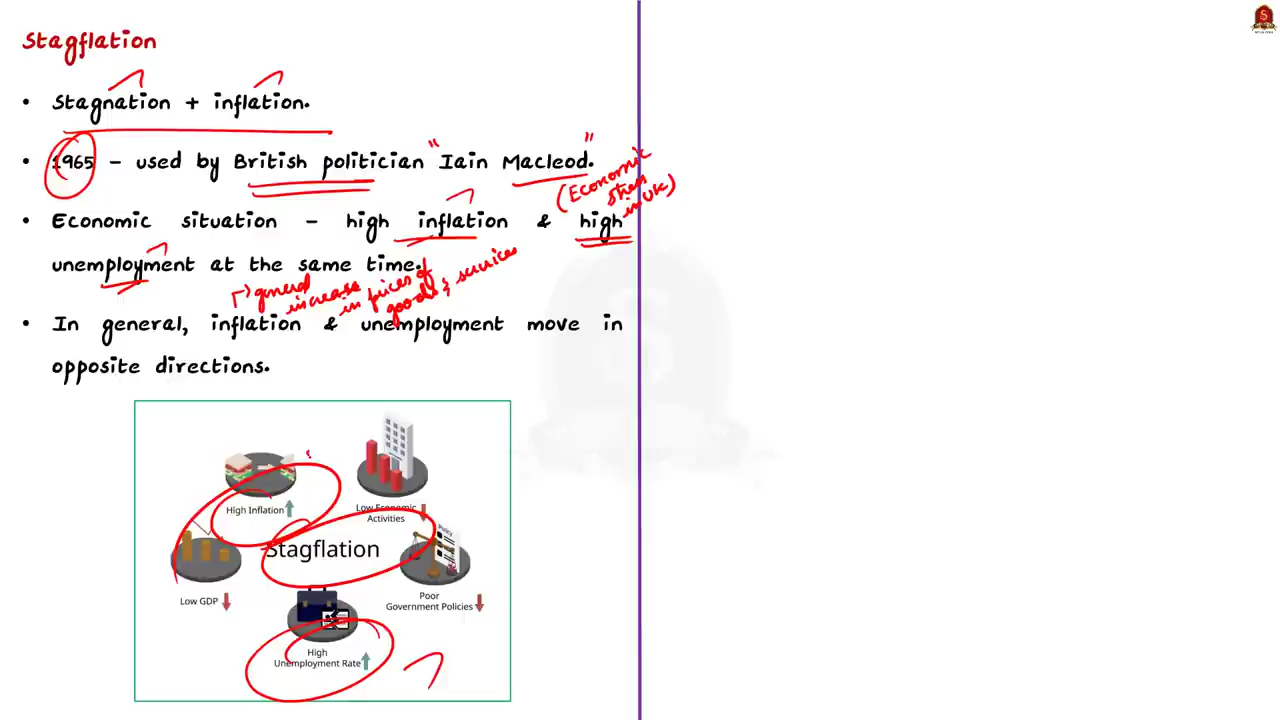 Stagflation
• Stagnation + inflation.
• 1965 - used by British politician "Iain Macleod."
(Economic
stress
in UK)
• Economic situation - high inflation & high
unemployment at the same time.
↳ general
increase
in prices of
goods & services
• In general, inflation & unemployment move in
opposite directions.
High Inflation
Low Economic
Activities
Policy
Stagflation
Low GDP
Poor
Government Policies
High
Unemployment Rate
S